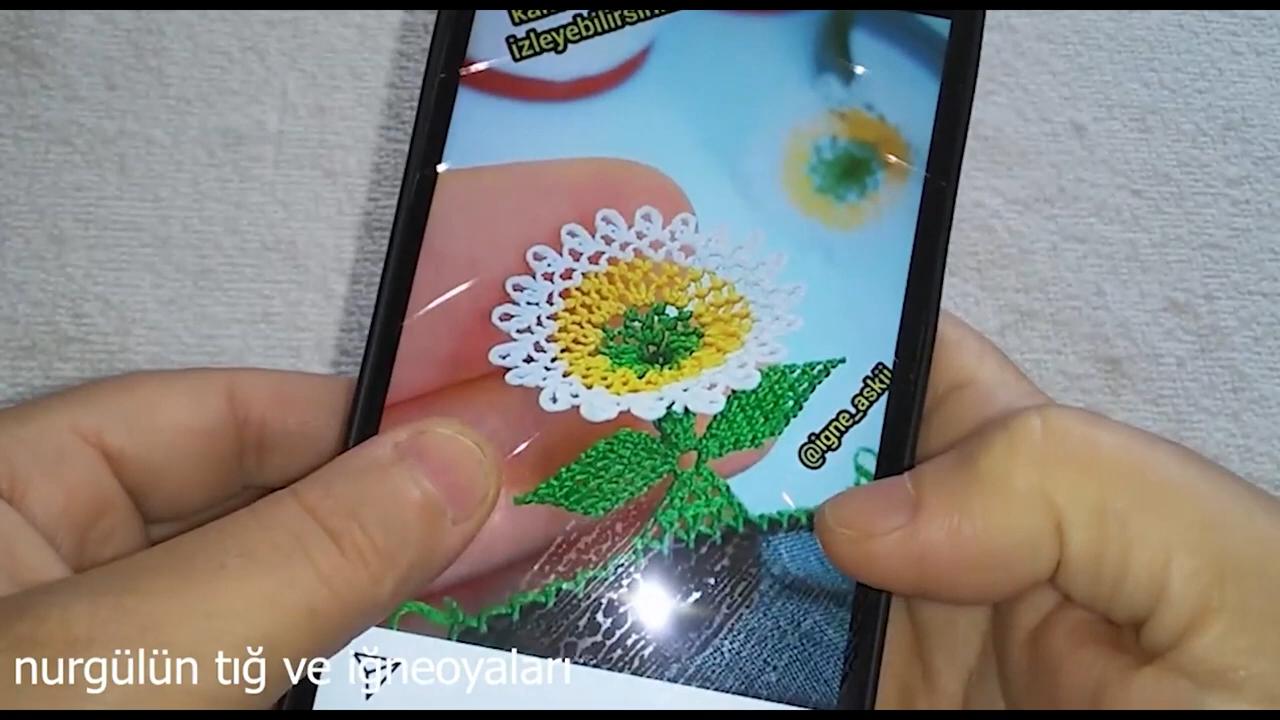 izleyebilirsin
@igne_askii
nurgülün tığ ve iğneoyaları